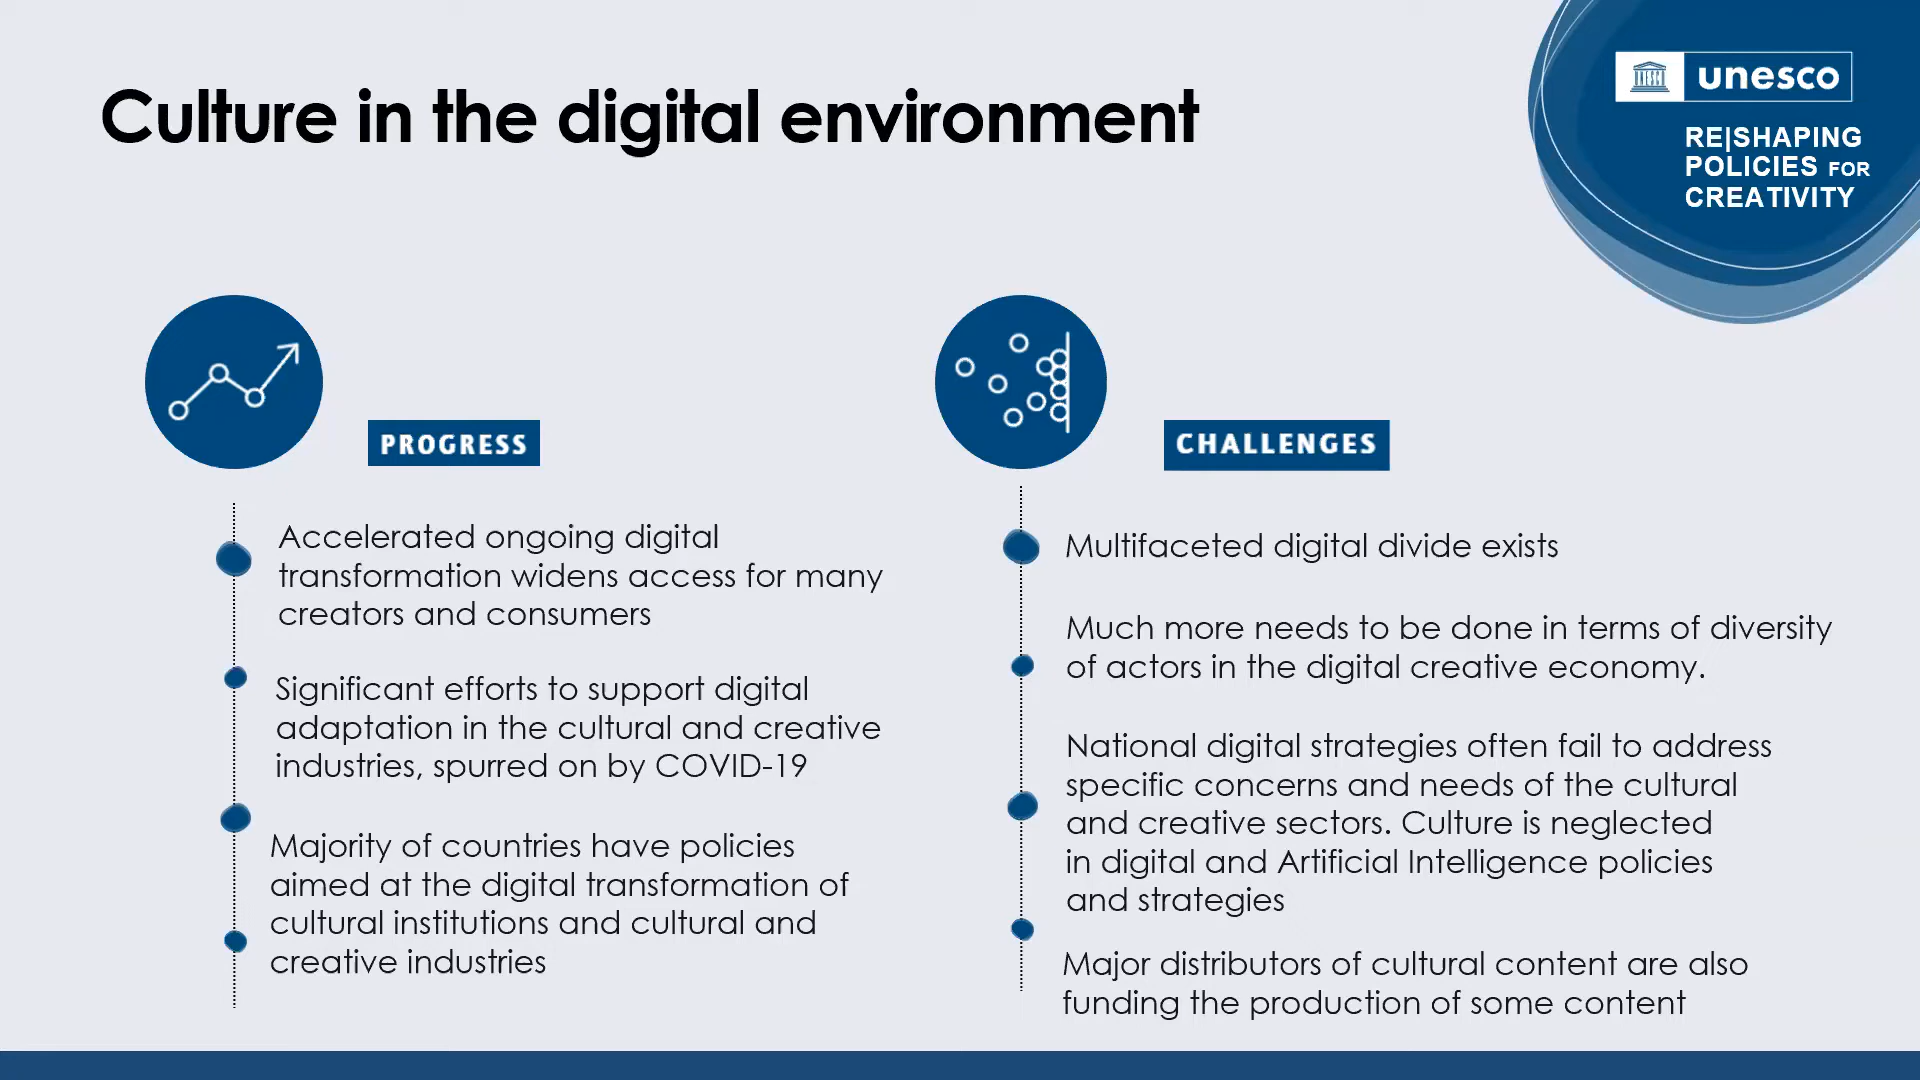 Culture in the digital environment
UNESCO
unesco
RE|SHAPING
POLICIES FOR
CREATIVITY
PROGRESS
Accelerated ongoing digital
transformation widens access for many
creators and consumers
Significant efforts to support digital
adaptation in the cultural and creative
industries, spurred on by COVID-19
Majority of countries have policies
aimed at the digital transformation of
cultural institutions and cultural and
creative industries
CHALLENGES
Multifaceted digital divide exists
Much more needs to be done in terms of diversity
of actors in the digital creative economy.
National digital strategies often fail to address
specific concerns and needs of the cultural
and creative sectors. Culture is neglected
in digital and Artificial Intelligence policies
and strategies
Major distributors of cultural content are also
funding the production of some content